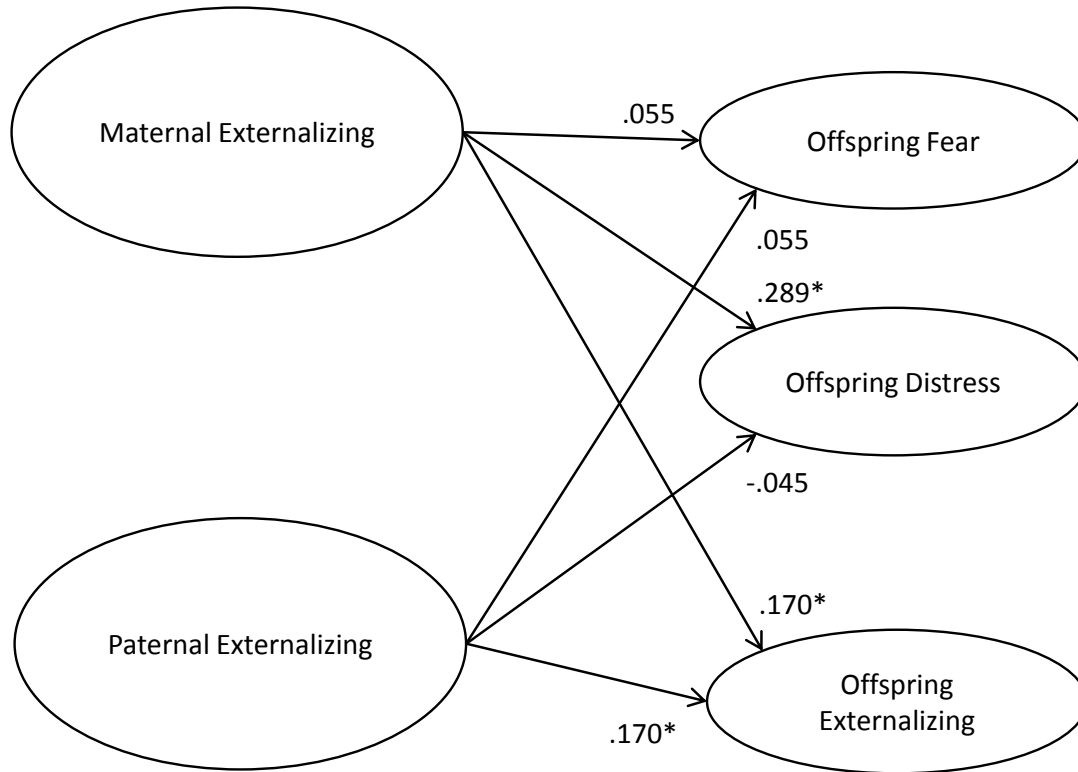 Maternal Externalizing
.055
Offspring Fear
.055
.289*
Offspring Distress
-.045
.170*
Paternal Externalizing
Offspring
Externalizing
.170*